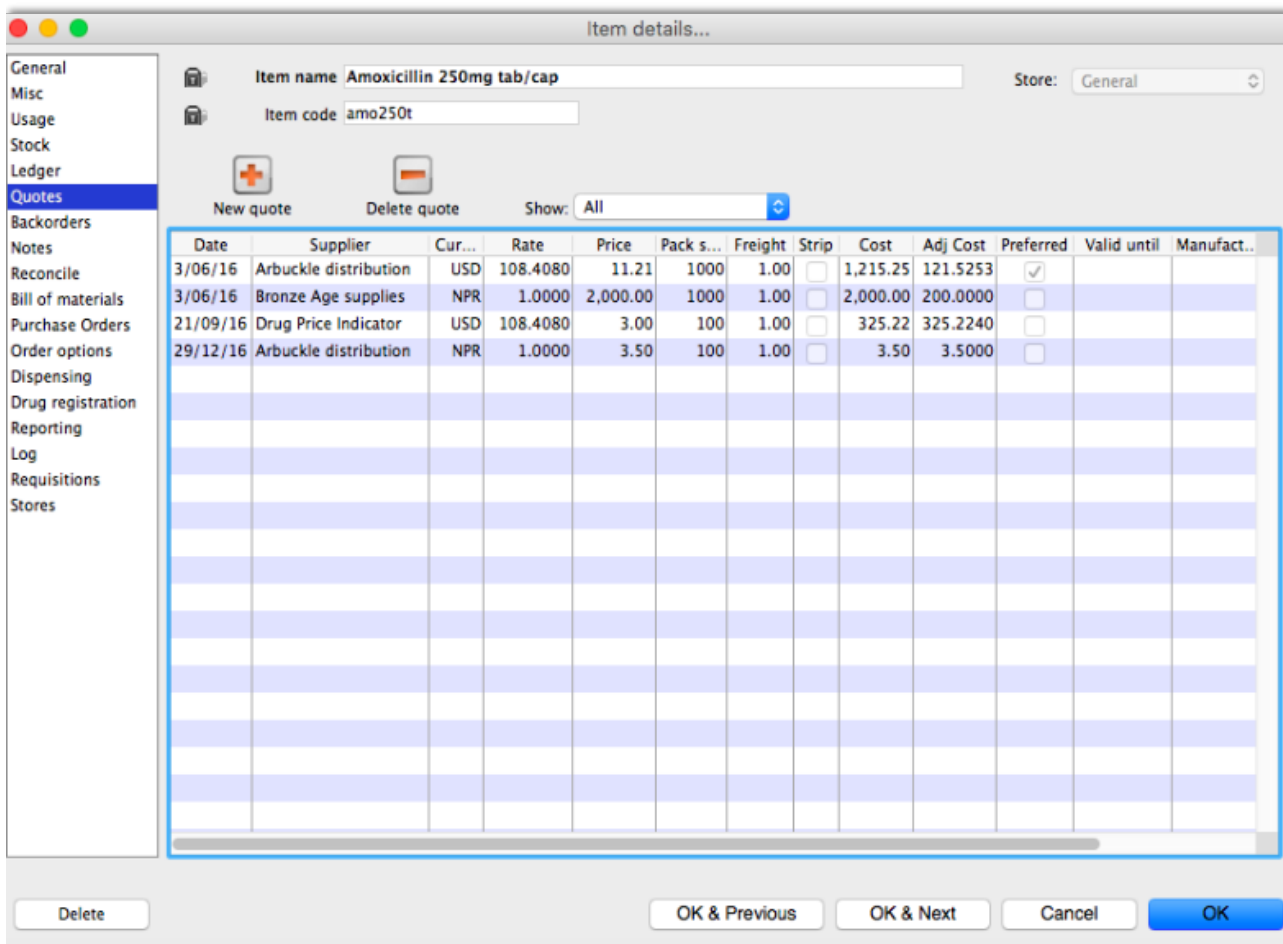 Item details...
General
Misc
Usage
Stock
Ledger
Quotes
Backorders
Notes
Reconcile
Bill of materials
Purchase Orders
Order options
Dispensing
Drug registration
Reporting
Log
Requisitions
Stores
Item name Amoxicillin 250mg tab/cap
Store: General
Item code amo250t
New quote Delete quote Show: All
Date Supplier Cur... Rate Price Pack s... Freight Strip Cost Adj Cost Preferred Valid until Manufact..
3/06/16 Arbuckle distribution USD 108.4080 11.21 1000 1.00 1,215.25 121.5253
3/06/16 Bronze Age supplies NPR 1.0000 2,000.00 1000 1.00 2,000.00 200.0000
21/09/16 Drug Price Indicator USD 108.4080 3.00 100 1.00 325.22 325.2240
29/12/16 Arbuckle distribution NPR 1.0000 3.50 100 1.00 3.50 3.5000
Delete OK & Previous OK & Next Cancel OK